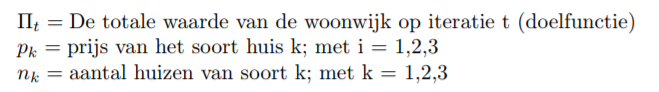 Π_t = De totale waarde van de woonwijk op iteratie t (doelfunctie)
p_k = prijs van het soort huis k; met i = 1,2,3
n_k = aantal huizen van soort k; met k = 1,2,3